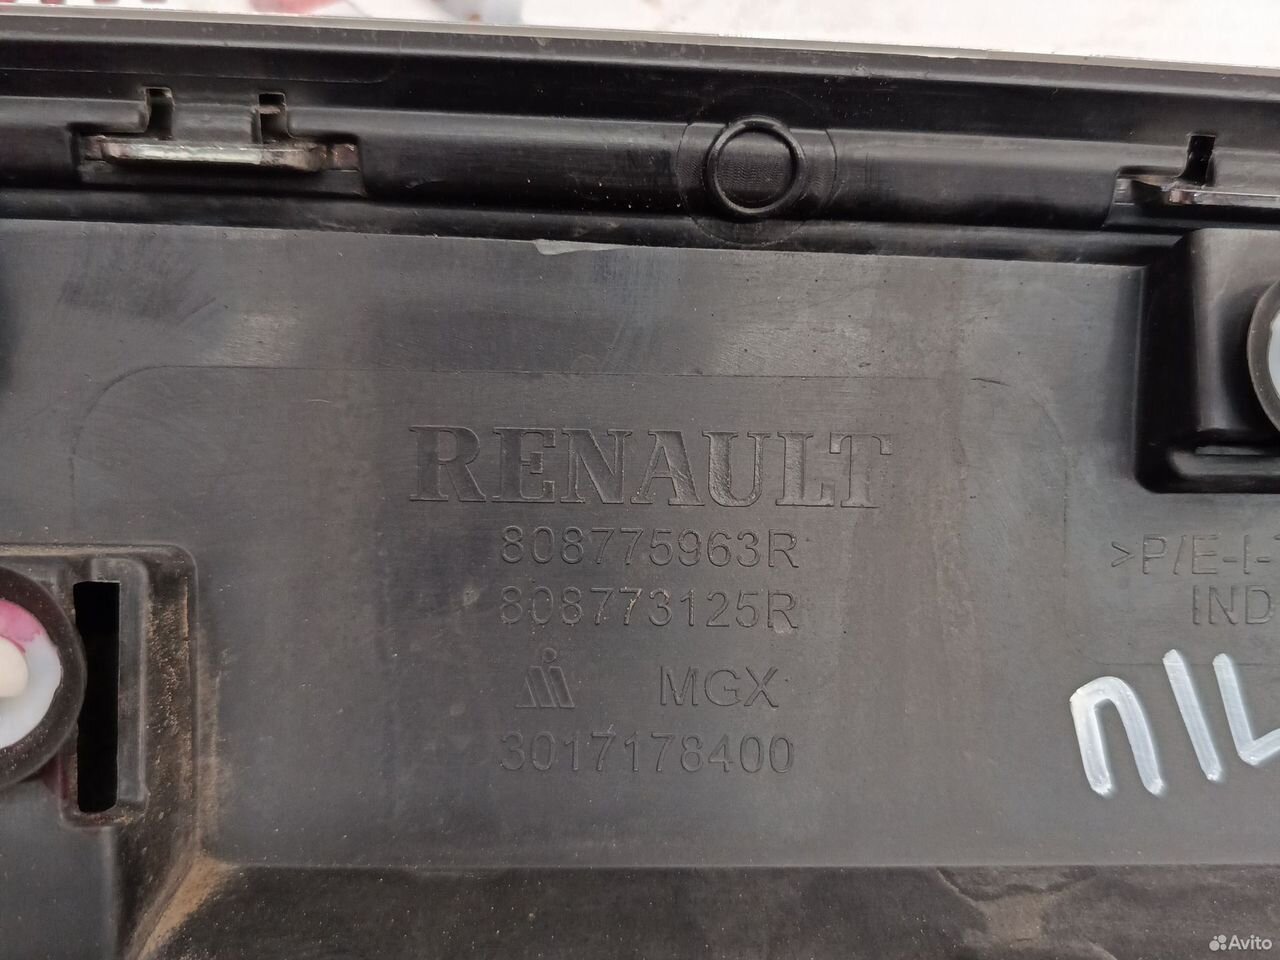 RENAULT
808775963R
808773125R
MGX
3017178400
>P/E-I-
IND
Avito